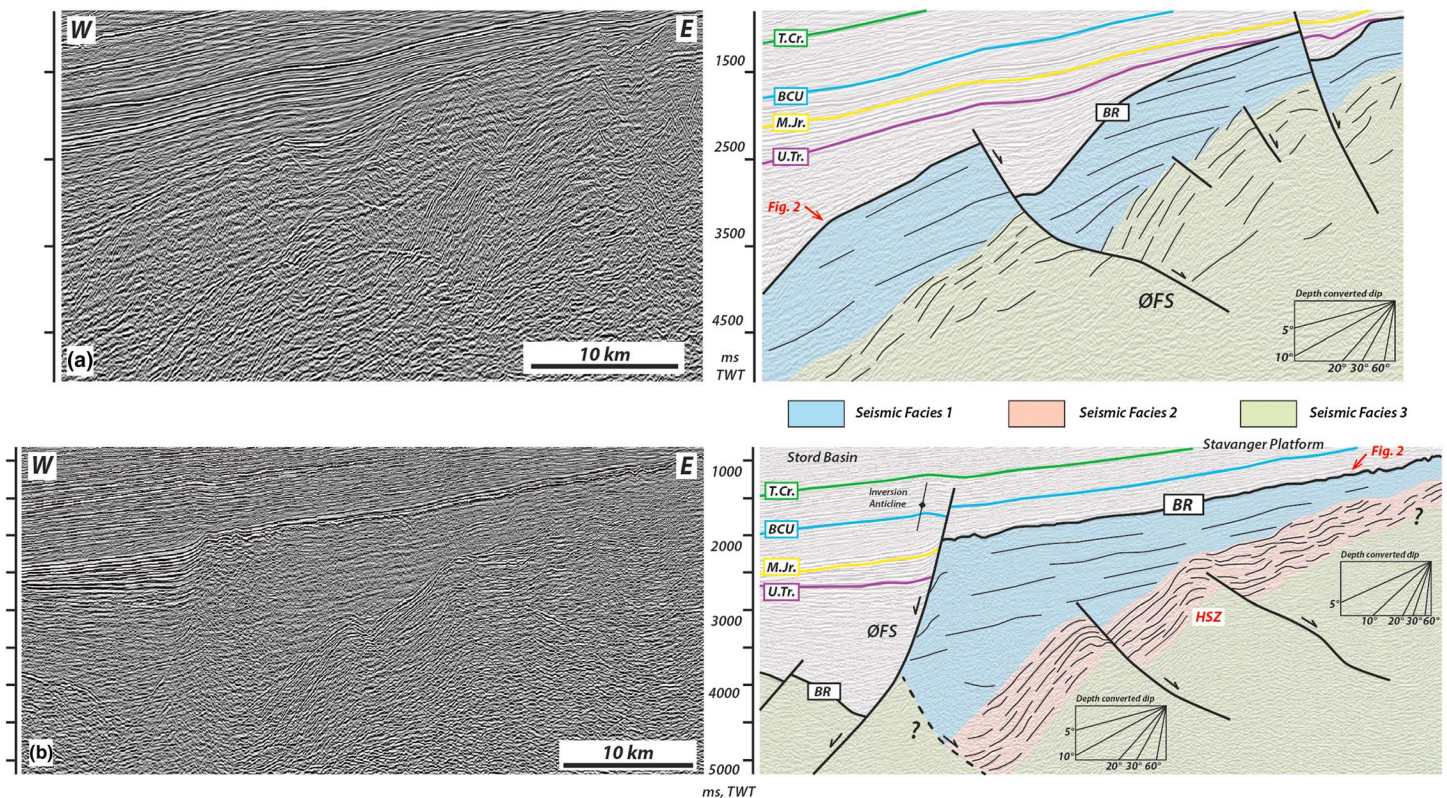 W
E
1500
2500
3500
4500
ms
TWT
(a)
10 km
T.Cr.
BCU
M.Jr.
U.Tr.
BR
Fig. 2
ØFS
Depth converted dip
5°
10°
20° 30° 60°
Seismic Facies 1
Seismic Facies 2
Seismic Facies 3
W
E
1000
2000
3000
4000
5000
ms, TWT
(b)
10 km
Stord Basin
Stavanger Platform
Fig. 2
T.Cr.
Inversion
Anticline
BR
BCU
M.Jr.
U.Tr.
?
Depth converted dip
5°
10° 20°30°60°
HSZ
ØFS
BR
?
Depth converted dip
5°
10°
20° 30° 60°